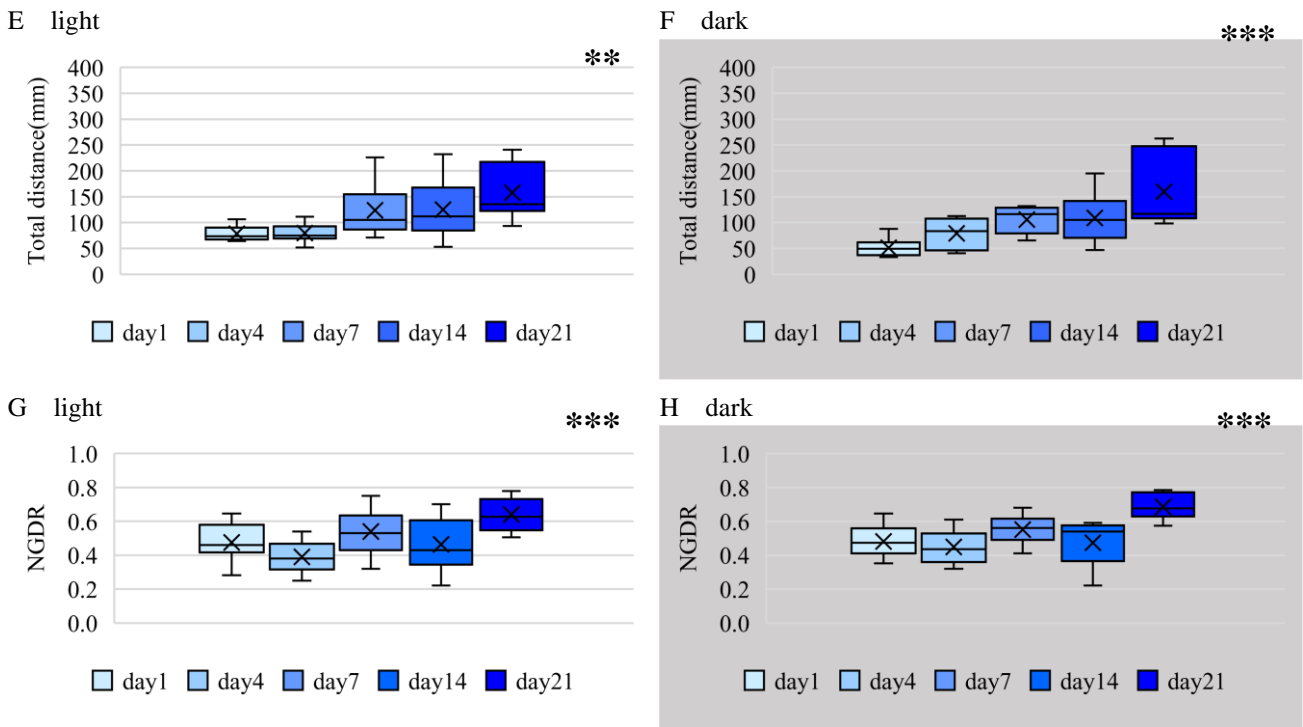 E light
**
Total distance(mm)
400
350
300
250
200
150
100
50
0
day1 day4 day7 day14 day21
F dark
***
Total distance(mm)
400
350
300
250
200
150
100
50
0
day1 day4 day7 day14 day21
G light
***
NGDR
1.0
0.8
0.6
0.4
0.2
0.0
day1 day4 day7 day14 day21
H dark
***
NGDR
1.0
0.8
0.6
0.4
0.2
0.0
day1 day4 day7 day14 day21